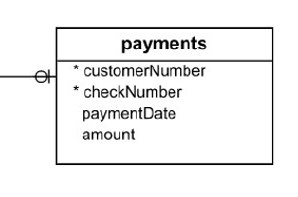 payments
* customerNumber
* checkNumber
paymentDate
amount